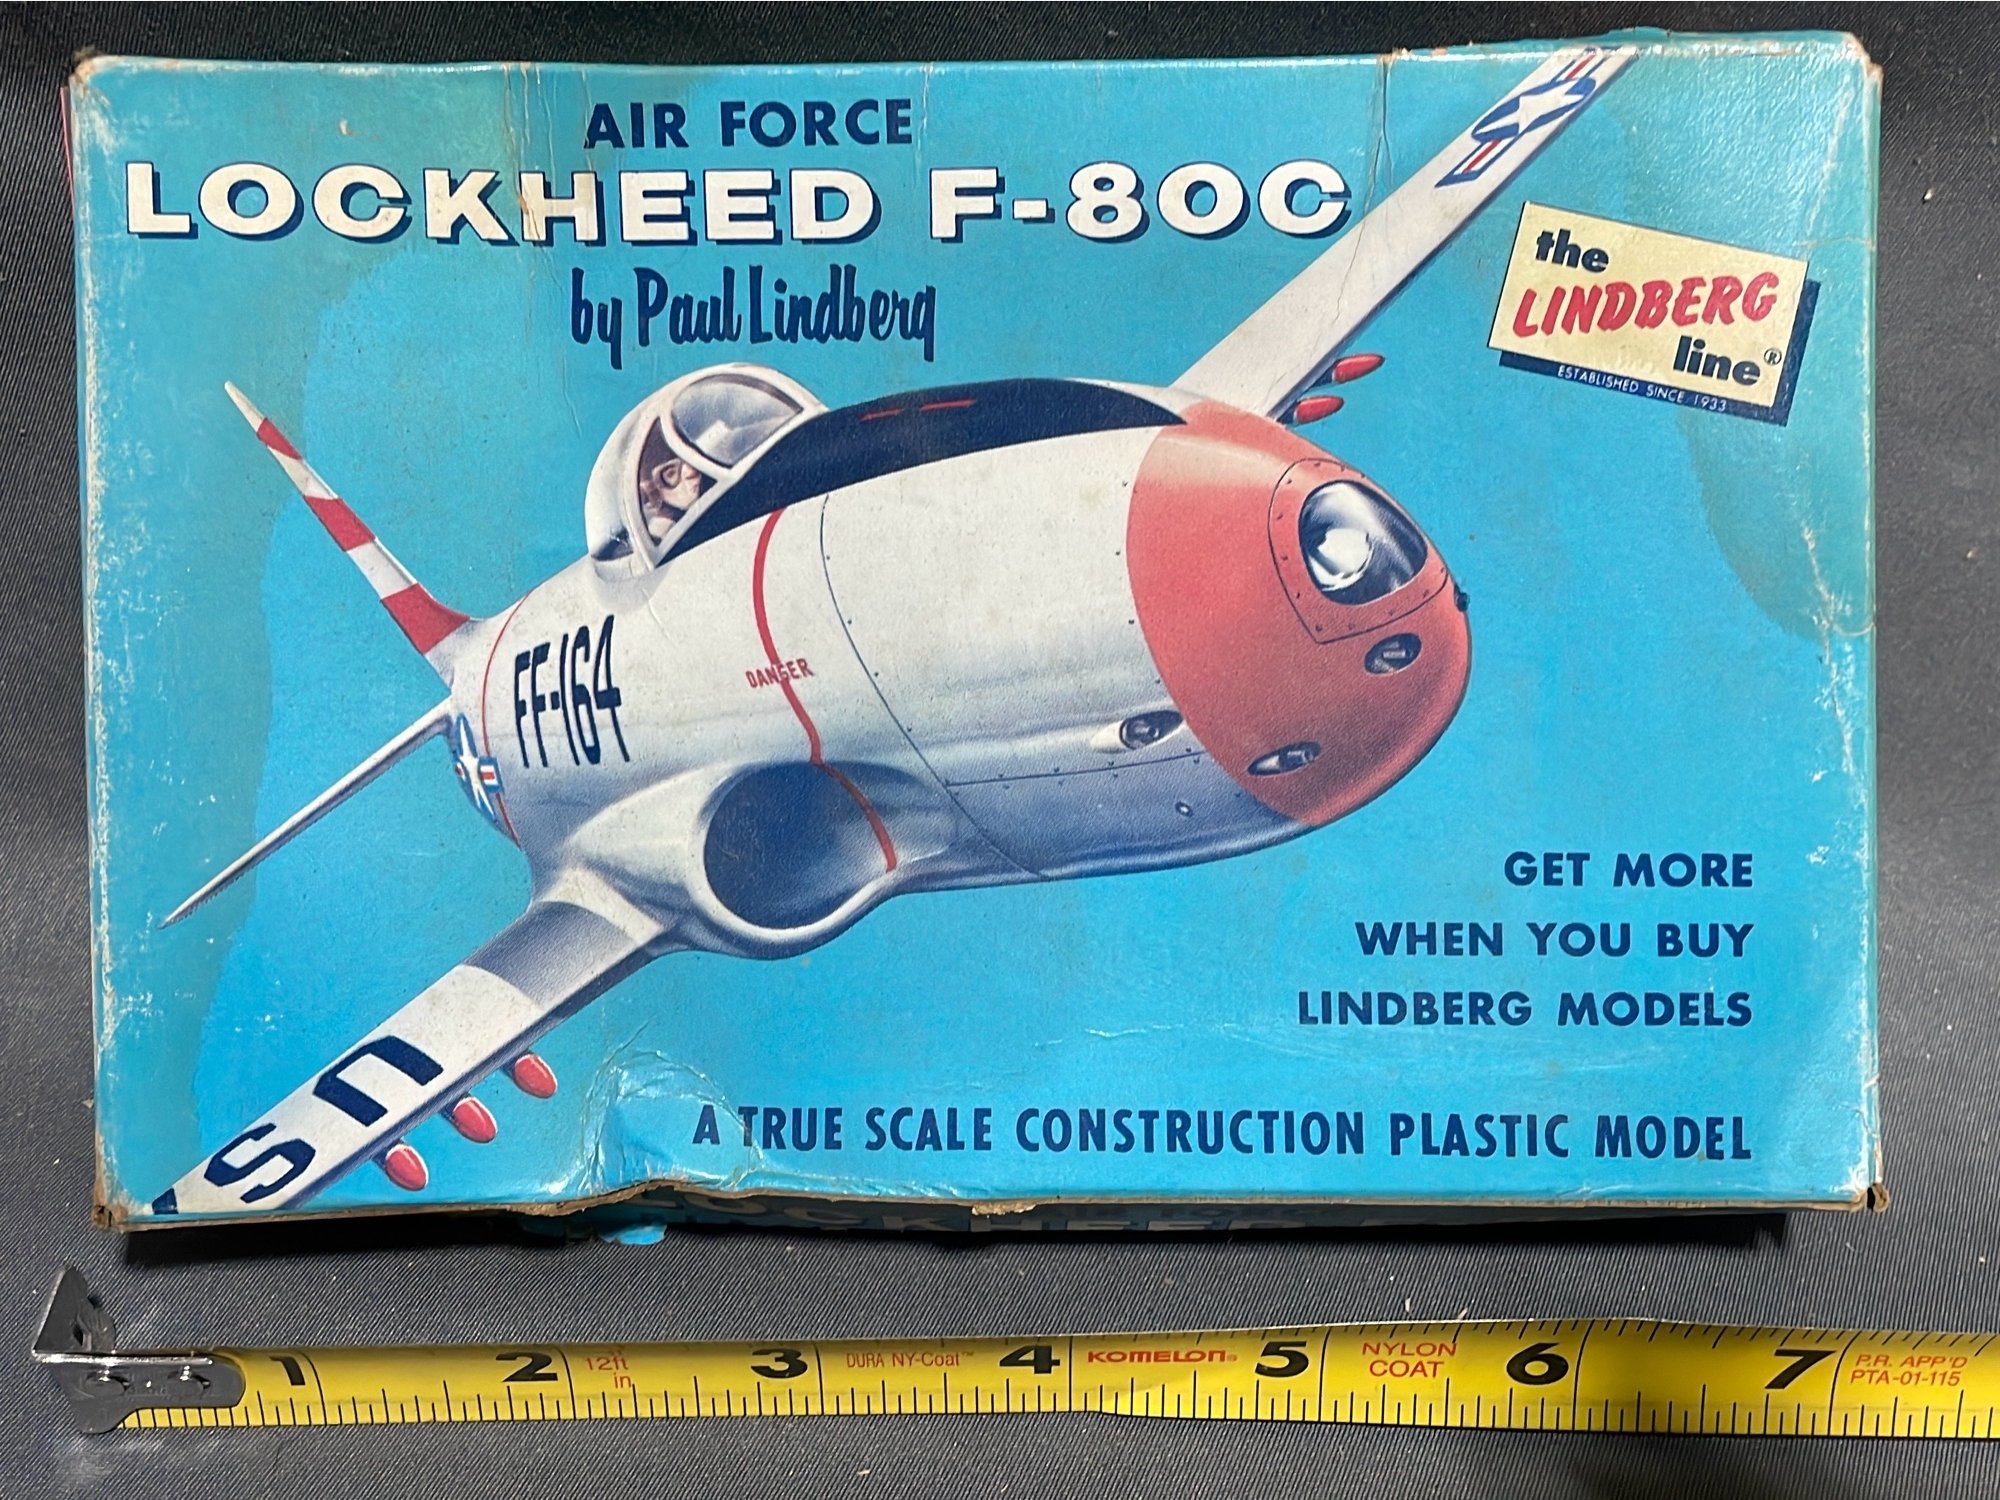 AIR FORCE
LOCKHEED F-80C
by Paul Lindberg
the
LINDBERG
line®
ESTABLISHED SINCE 1933
FF-164
DANGER
US
GET MORE
WHEN YOU BUY
LINDBERG MODELS
A TRUE SCALE CONSTRUCTION PLASTIC MODEL
LOCKHEED
1 2 12ft in. 3 DURA NY-Coat™ 4 KOMELON® 5 NYLON COAT 6 7 P.R. APP'D PTA-01-115